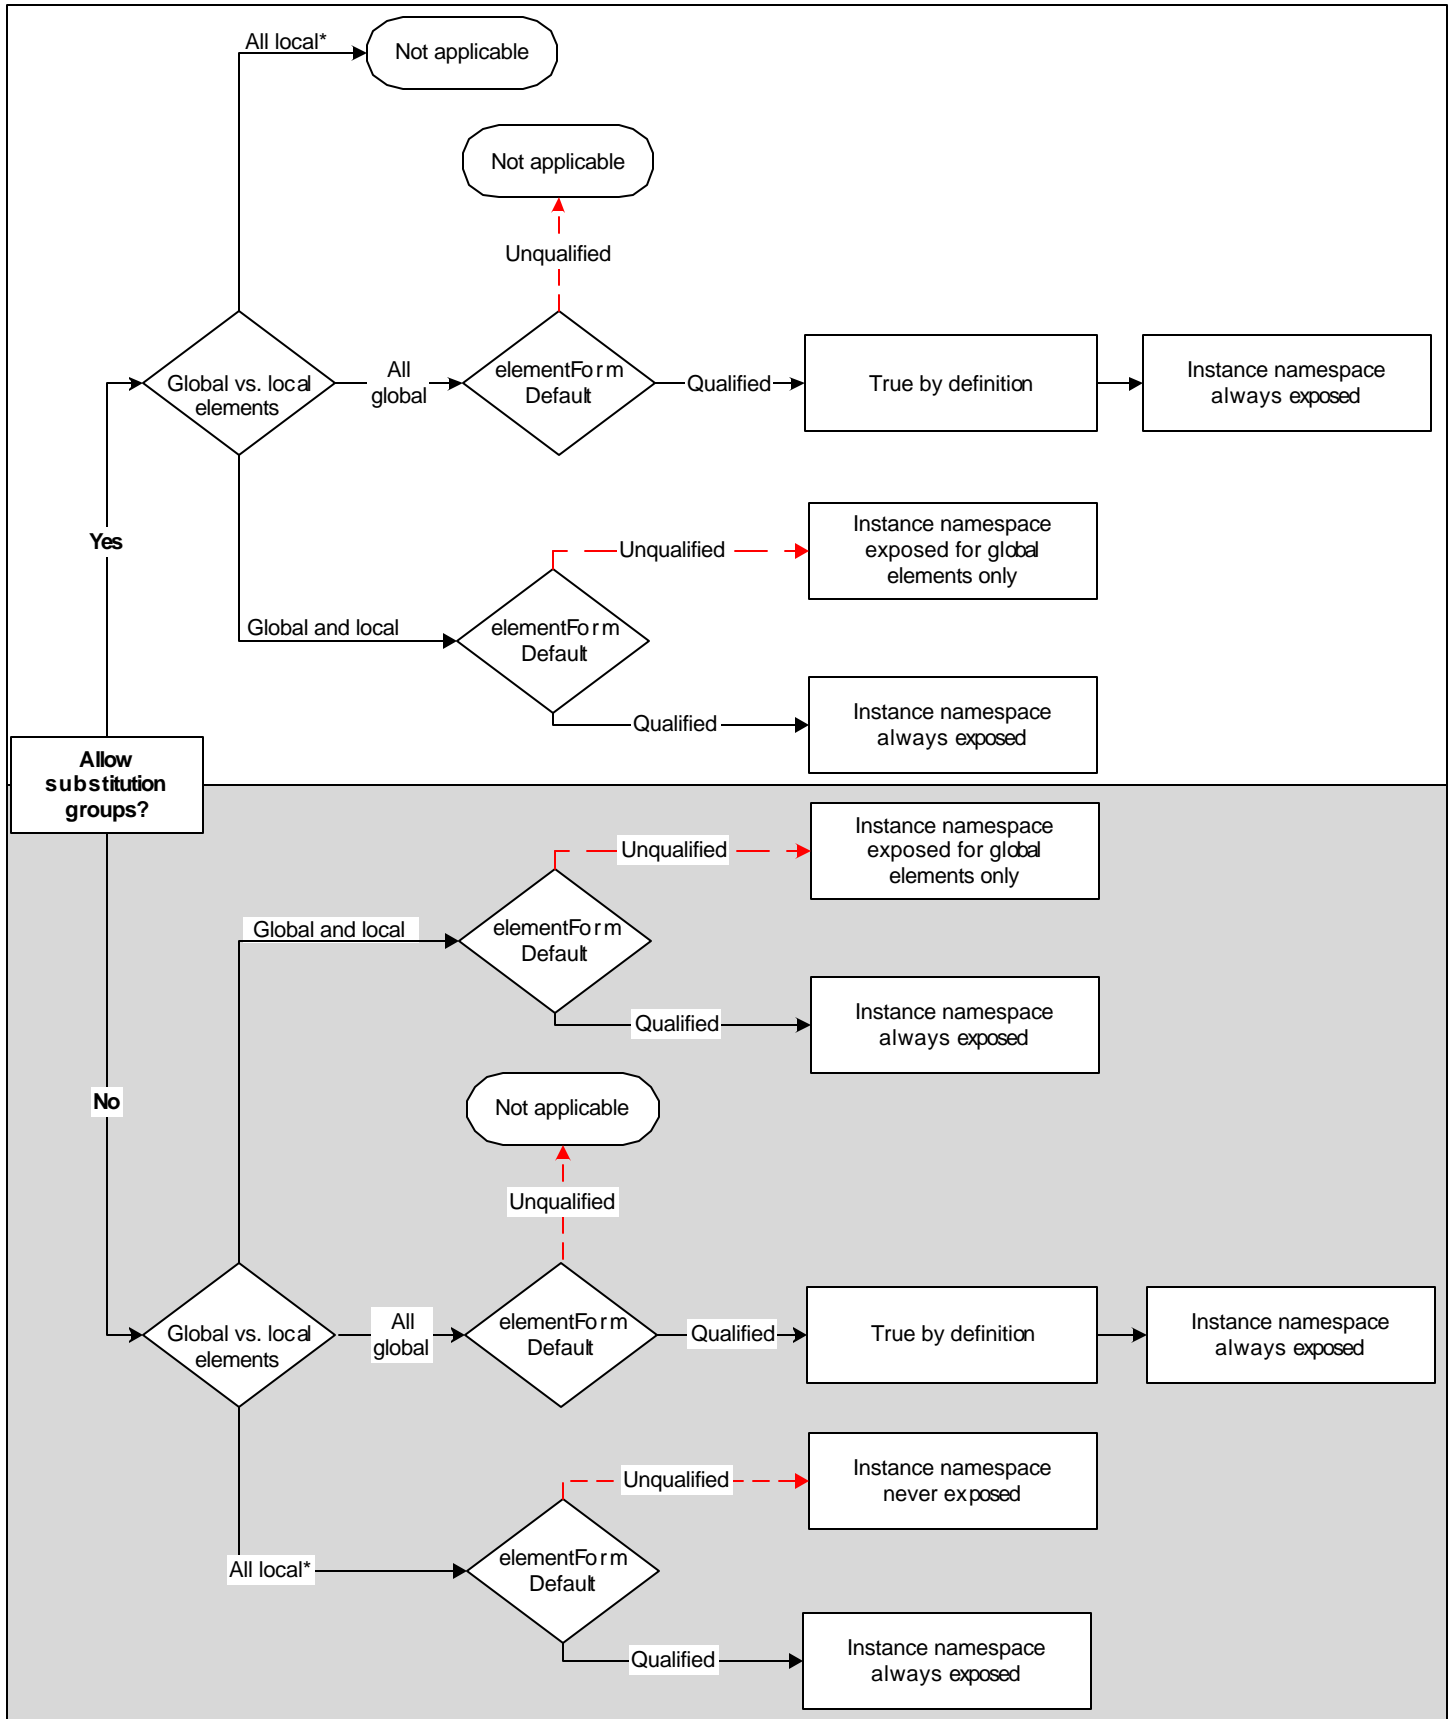 All local*
Not applicable
Not applicable
Unqualified
Global vs. local
elements
All
global
elementForm
Default
Qualified
True by definition
Instance namespace
always exposed
Yes
Unqualified
Instance namespace
exposed for global
elements only
Global and local
elementForm
Default
Qualified
Instance namespace
always exposed
Allow
substitution
groups?
Unqualified
Instance namespace
exposed for global
elements only
Global and local
elementForm
Default
Qualified
Instance namespace
always exposed
No
Not applicable
Unqualified
Global vs. local
elements
All
global
elementForm
Default
Qualified
True by definition
Instance namespace
always exposed
Unqualified
Instance namespace
never exposed
All local*
elementForm
Default
Qualified
Instance namespace
always exposed